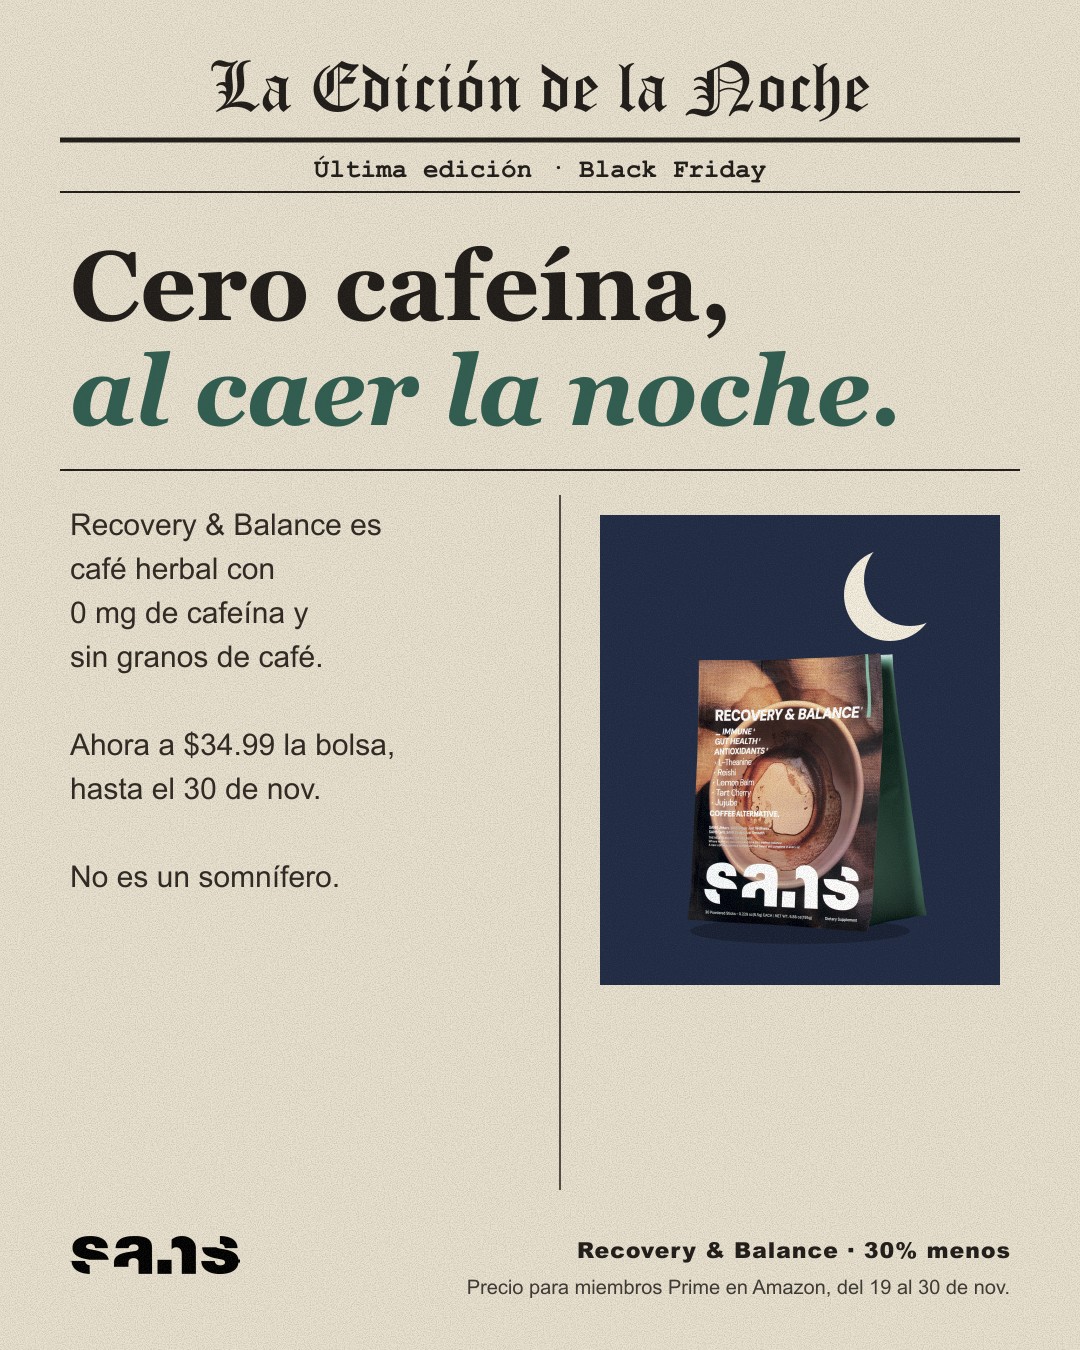 La Edición de la Noche
Última edición · Black Friday
Cero cafeína,
al caer la noche.
Recovery & Balance es
café herbal con
0 mg de cafeína y
sin granos de café.
Ahora a $34.99 la bolsa,
hasta el 30 de nov.
No es un somnífero.
RECOVERY & BALANCE
IMMUNE
GUT HEALTH
ANTIOXIDANTS
· L-Theanine
· Reishi
· Lemon Balm
· Tart Cherry
· Jujube
COFFEE ALTERNATIVE.
sans
Dietary Supplement
sans
Recovery & Balance · 30% menos
Precio para miembros Prime en Amazon, del 19 al 30 de nov.